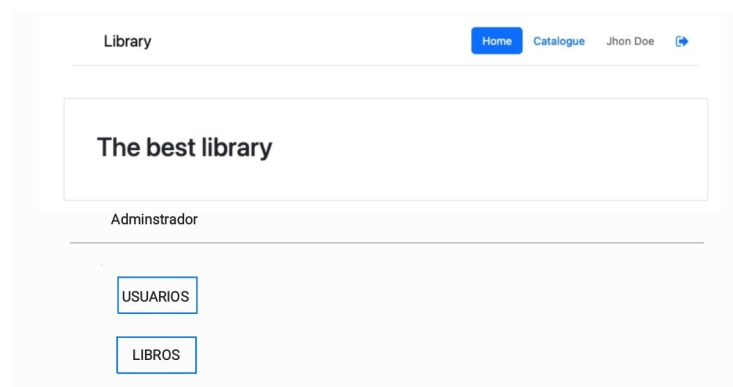 Library Home Catalogue Jhon Doe
The best library
Adminstrador
USUARIOS
LIBROS